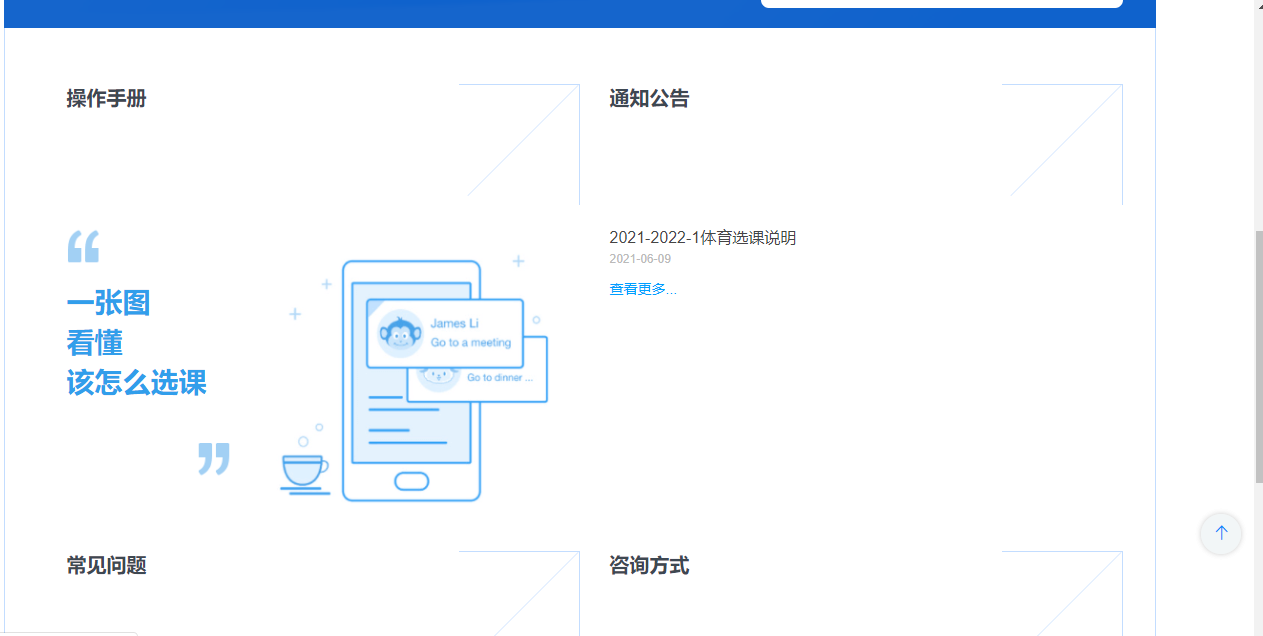 操作手册
通知公告
“
一张图
看懂
该怎么选课
”
James Li
Go to a meeting
Go to dinner ...
2021-2022-1体育选课说明
2021-06-09
查看更多...
常见问题
咨询方式